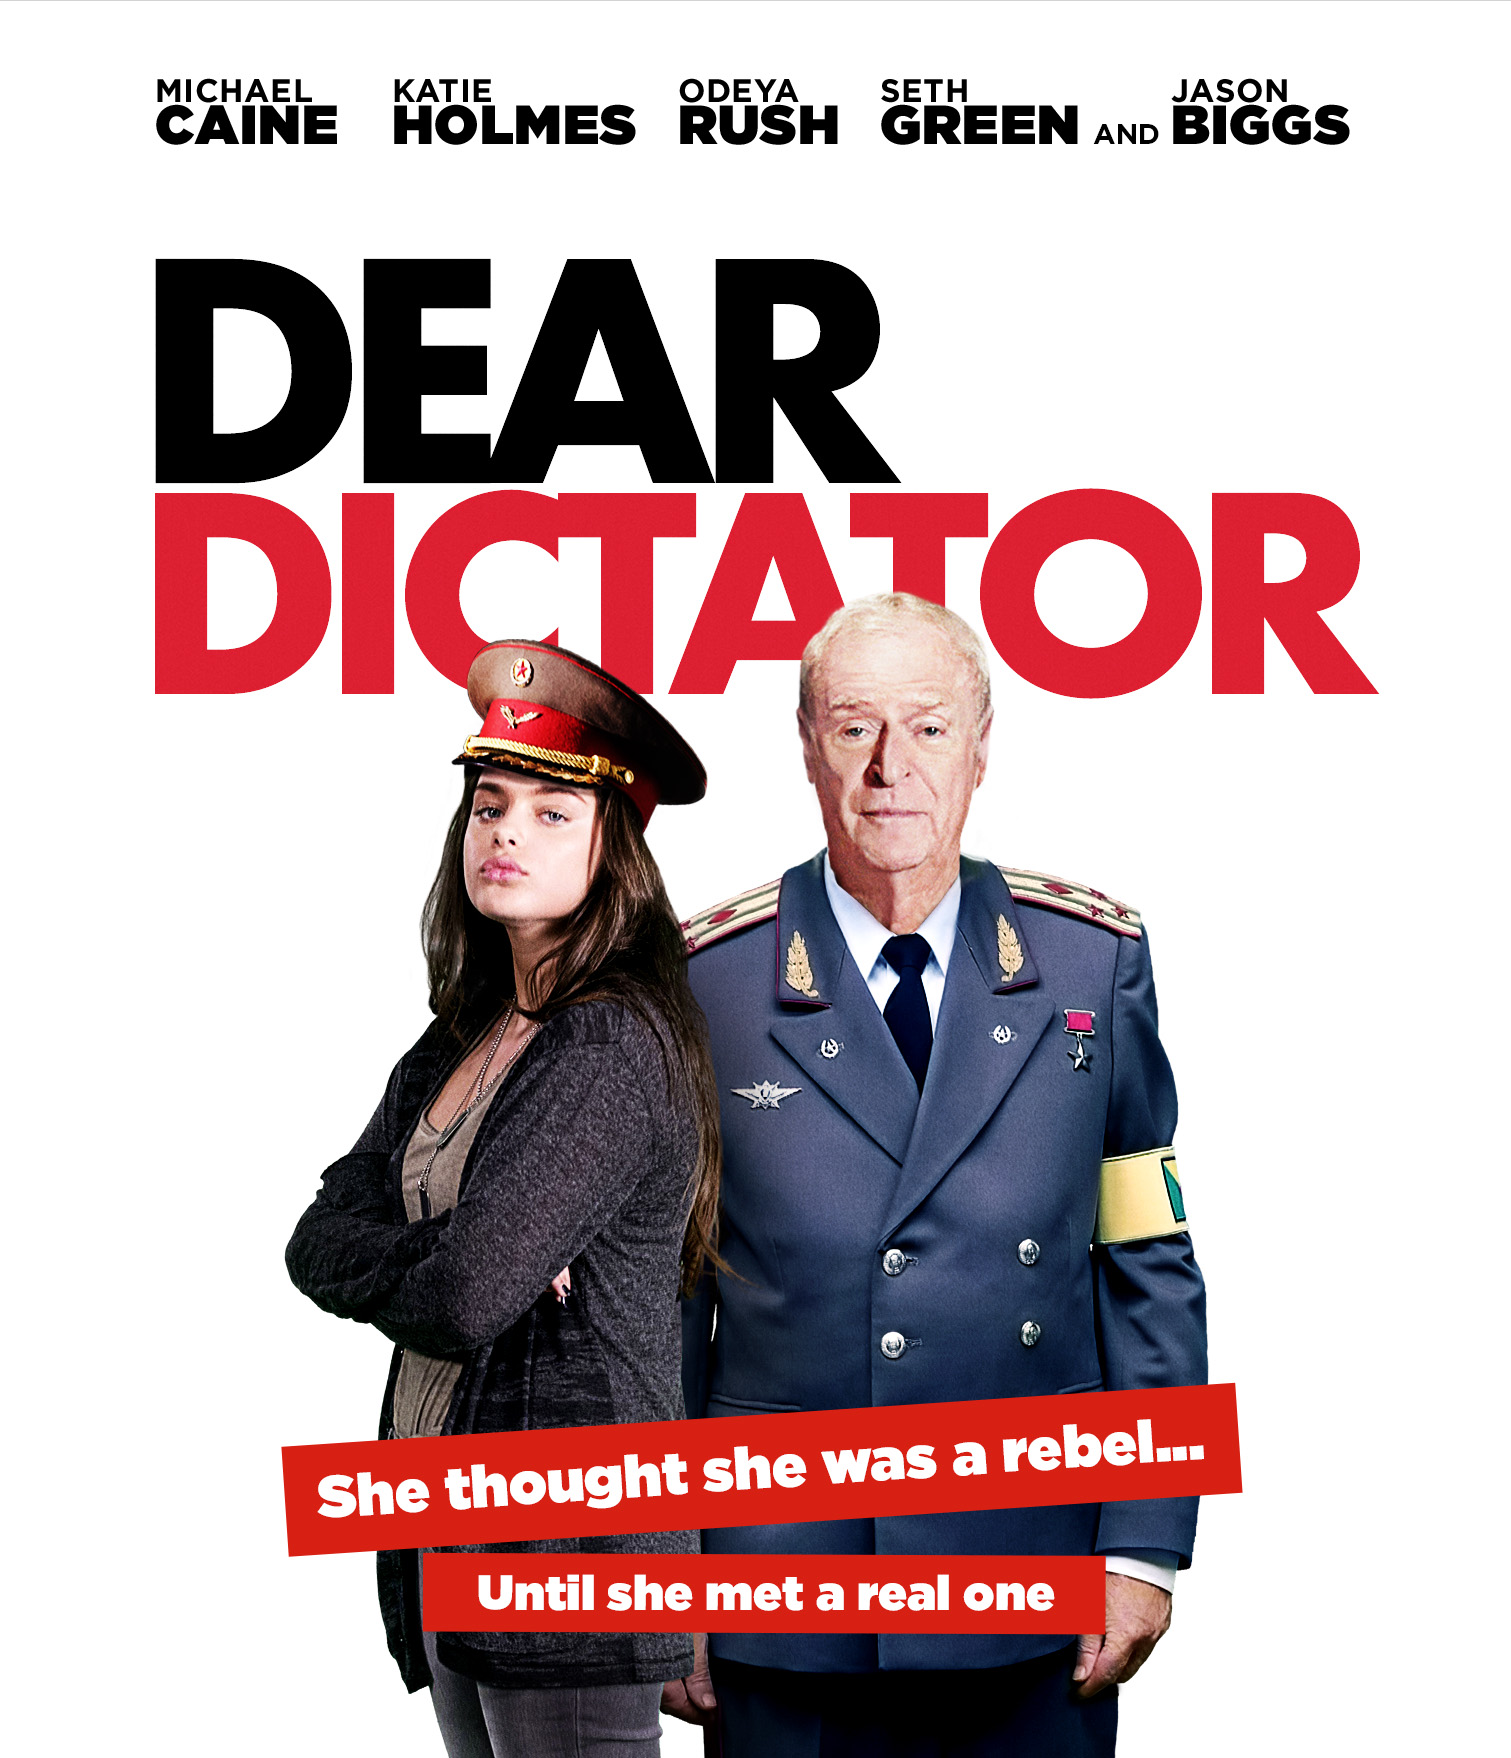 MICHAEL KATIE ODEYA SETH JASON
CAINE HOLMES RUSH GREEN AND BIGGS
DEAR
DICTATOR
She thought she was a rebel...
Until she met a real one